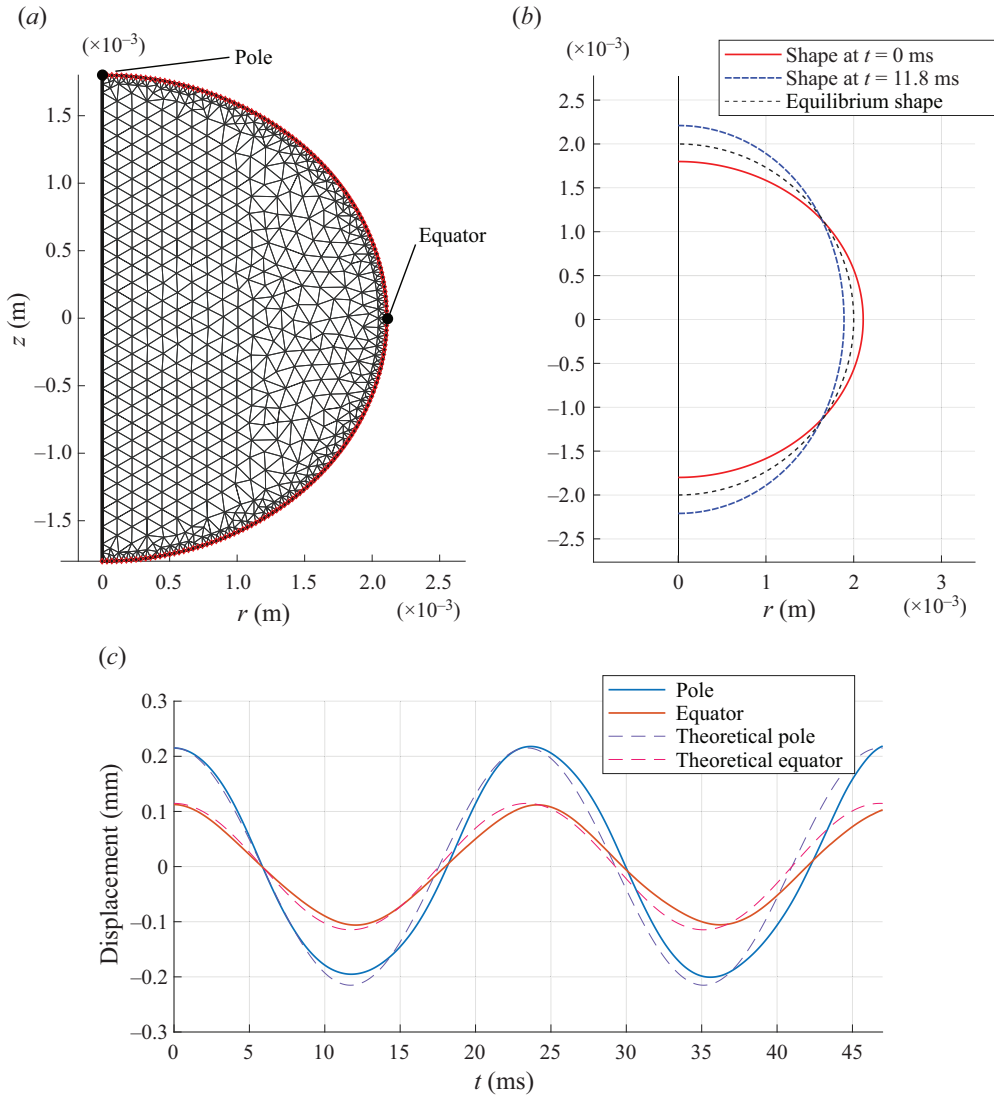 (a)
(×10–3)
Pole
1.5
1.0
0.5
0
–0.5
–1.0
–1.5
z (m)
Equator
0 0.5 1.0 1.5 2.0 2.5
r (m)
(×10–3)
(b)
(×10–3)
Shape at t = 0 ms
Shape at t = 11.8 ms
Equilibrium shape
2.5
2.0
1.5
1.0
0.5
0
–0.5
–1.0
–1.5
–2.0
–2.5
0 1 2 3
r (m)
(×10–3)
(c)
Pole
Equator
Theoretical pole
Theoretical equator
0.3
0.2
0.1
0
–0.1
–0.2
–0.3
Displacement (mm)
0 5 10 15 20 25 30 35 40 45
t (ms)